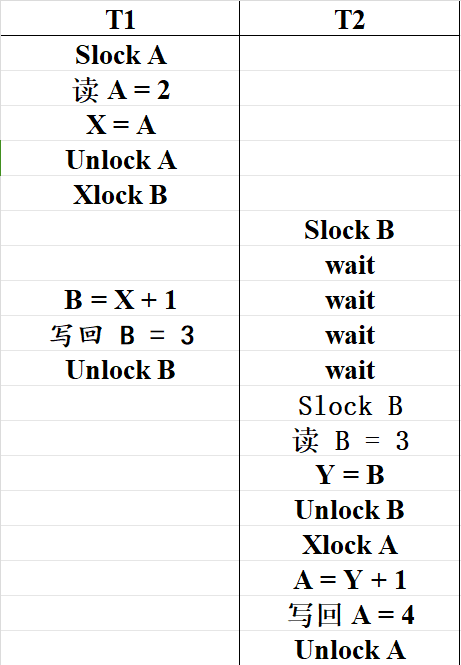 T1 T2
Slock A
读 A = 2
X = A
Unlock A
Xlock B
Slock B
wait
B = X + 1 wait
写回 B = 3 wait
Unlock B wait
Slock B
读 B = 3
Y = B
Unlock B
Xlock A
A = Y + 1
写回 A = 4
Unlock A